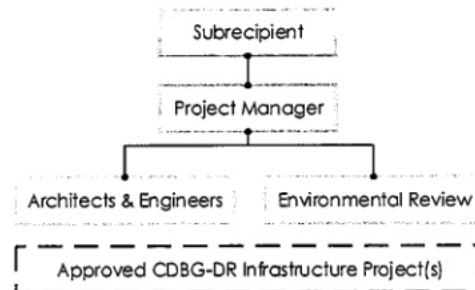 Subrecipient
Project Manager
Architects & Engineers
Environmental Review
Approved CDBG-DR Infrastructure Project(s)